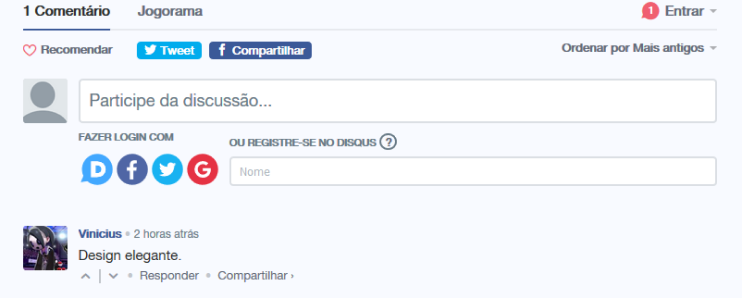 1 Comentário Jogorama 1 Entrar
Recomendar Tweet f Compartilhar Ordenar por Mais antigos
Participe da discussão...
FAZER LOGIN COM OU REGISTRE-SE NO DISQUS ?
D f G Nome
Vinicius • 2 horas atrás
Design elegante.
• Responder • Compartilhar ›